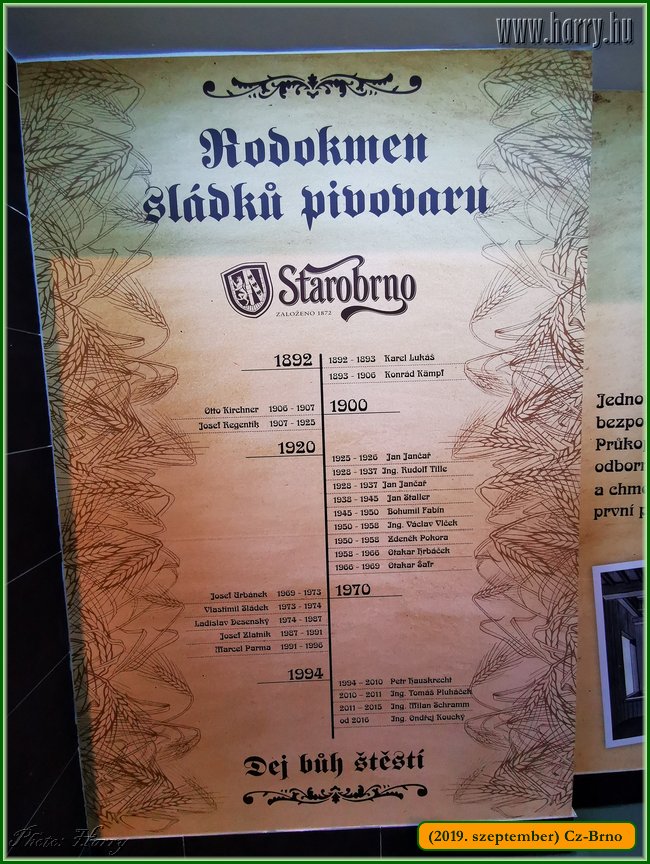 www.harry.hu
Rodokmen
sládků pivovaru
Starobrno
ZALOŽENO 1872
1892
1892 - 1893 Karel Lukáš
1893 - 1906 Konrád Kämpf
1900
Otto Kirchner 1906 - 1907
Josef Regentik 1907 - 1925
1920
1925 - 1926 Jan Jančař
1928 - 1937 Ing. Rudolf Tille
1928 - 1937 Jan Jančař
1938 - 1945 Jan Staller
1945 - 1950 Bohumil Fabín
1950 - 1958 Ing. Václav Vlček
1950 - 1958 Zdeněk Pokora
1958 - 1966 Otakar Hrbáček
1966 - 1969 Otakar Šafr
1970
Josef Urbánek 1969 - 1973
Vlastimil Sládek 1973 - 1974
Ladislav Desenský 1974 - 1987
Josef Zlatník 1987 - 1991
Marcel Parma 1991 - 1996
1994
1994 - 2010 Petr Hauskrecht
2010 - 2011 Ing. Tomáš Pluháček
2011 - 2015 Ing. Milan Schramm
od 2016 Ing. Ondřej Koucký
Dej bůh štěstí
Jedno
bezpo
Průko
odborn
a chme
první p
Photo: Harry
(2019. szeptember) Cz-Brno